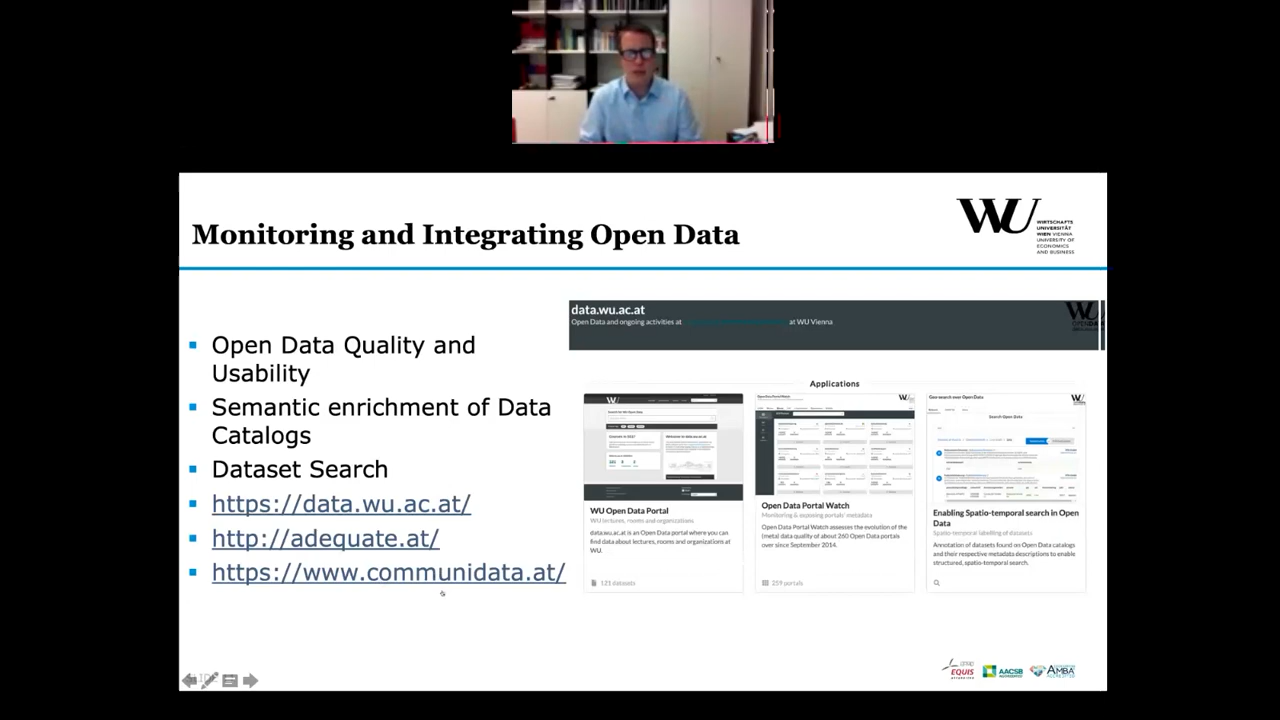 Monitoring and Integrating Open Data
WU
WIRTSCHAFTS
UNIVERSITÄT
WIEN VIENNA
UNIVERSITY OF
ECONOMICS
AND BUSINESS
Open Data Quality and
Usability
Semantic enrichment of Data
Catalogs
Dataset Search
https://data.wu.ac.at/
http://adequate.at/
https://www.communidata.at/
data.wu.ac.at
Open Data and ongoing activities at
at WU Vienna
Applications
WU Open Data Portal
WU lectures, rooms and organizations
data.wu.ac.at is an Open Data portal where you can
find data about lectures, rooms and organizations at
WU.
Open Data Portal Watch
Monitoring & exposing portals' metadata
Open Data Portal Watch assesses the evolution of the
(meta) data quality of about 260 Open Data portals
over since September 2014.
259 portals
Search Open Data
Enabling Spatio-temporal search in Open
Data
Spatio-temporal labelling of datasets
Annotation of datasets found on Open Data catalogs
and their respective metadata descriptions to enable
structured, spatio-temporal search.
EQUIS
AACSB
AMBA